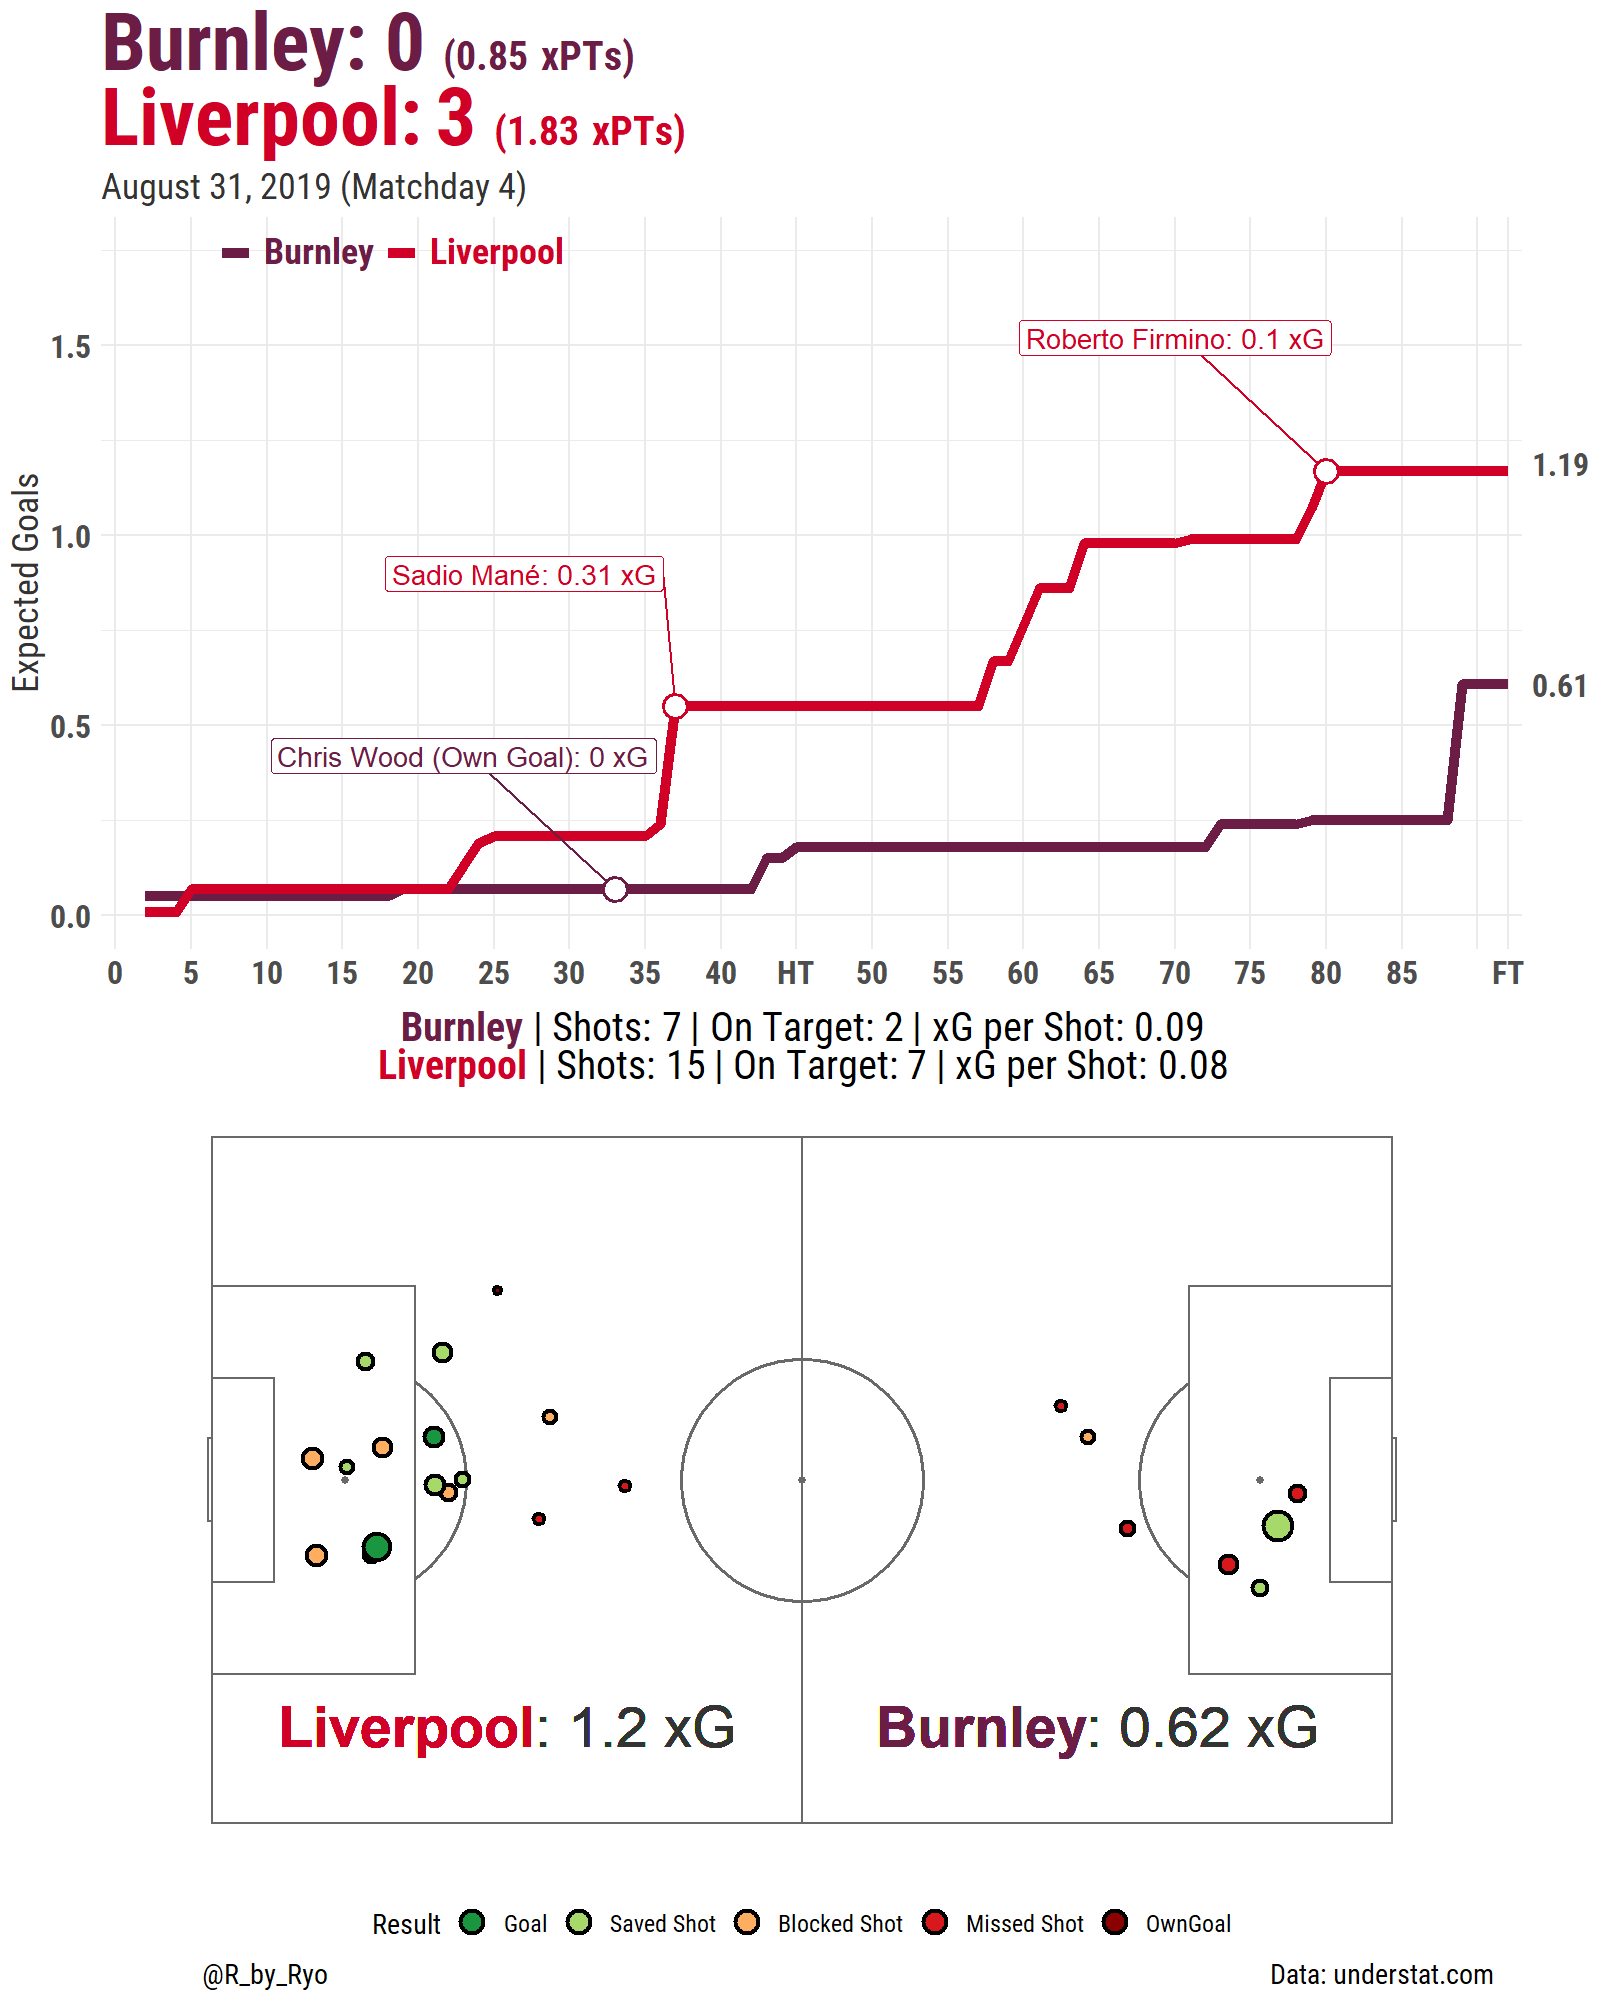 Burnley: 0 (0.85 xPTs)
Liverpool: 3 (1.83 xPTs)
August 31, 2019 (Matchday 4)
Burnley Liverpool
Expected Goals
1.5
1.0
0.5
0.0
Roberto Firmino: 0.1 xG
Sadio Mané: 0.31 xG
Chris Wood (Own Goal): 0 xG
1.19
0.61
0 5 10 15 20 25 30 35 40 HT 50 55 60 65 70 75 80 85 FT
Burnley | Shots: 7 | On Target: 2 | xG per Shot: 0.09
Liverpool | Shots: 15 | On Target: 7 | xG per Shot: 0.08
Liverpool: 1.2 xG
Burnley: 0.62 xG
Result Goal Saved Shot Blocked Shot Missed Shot OwnGoal
@R_by_Ryo
Data: understat.com